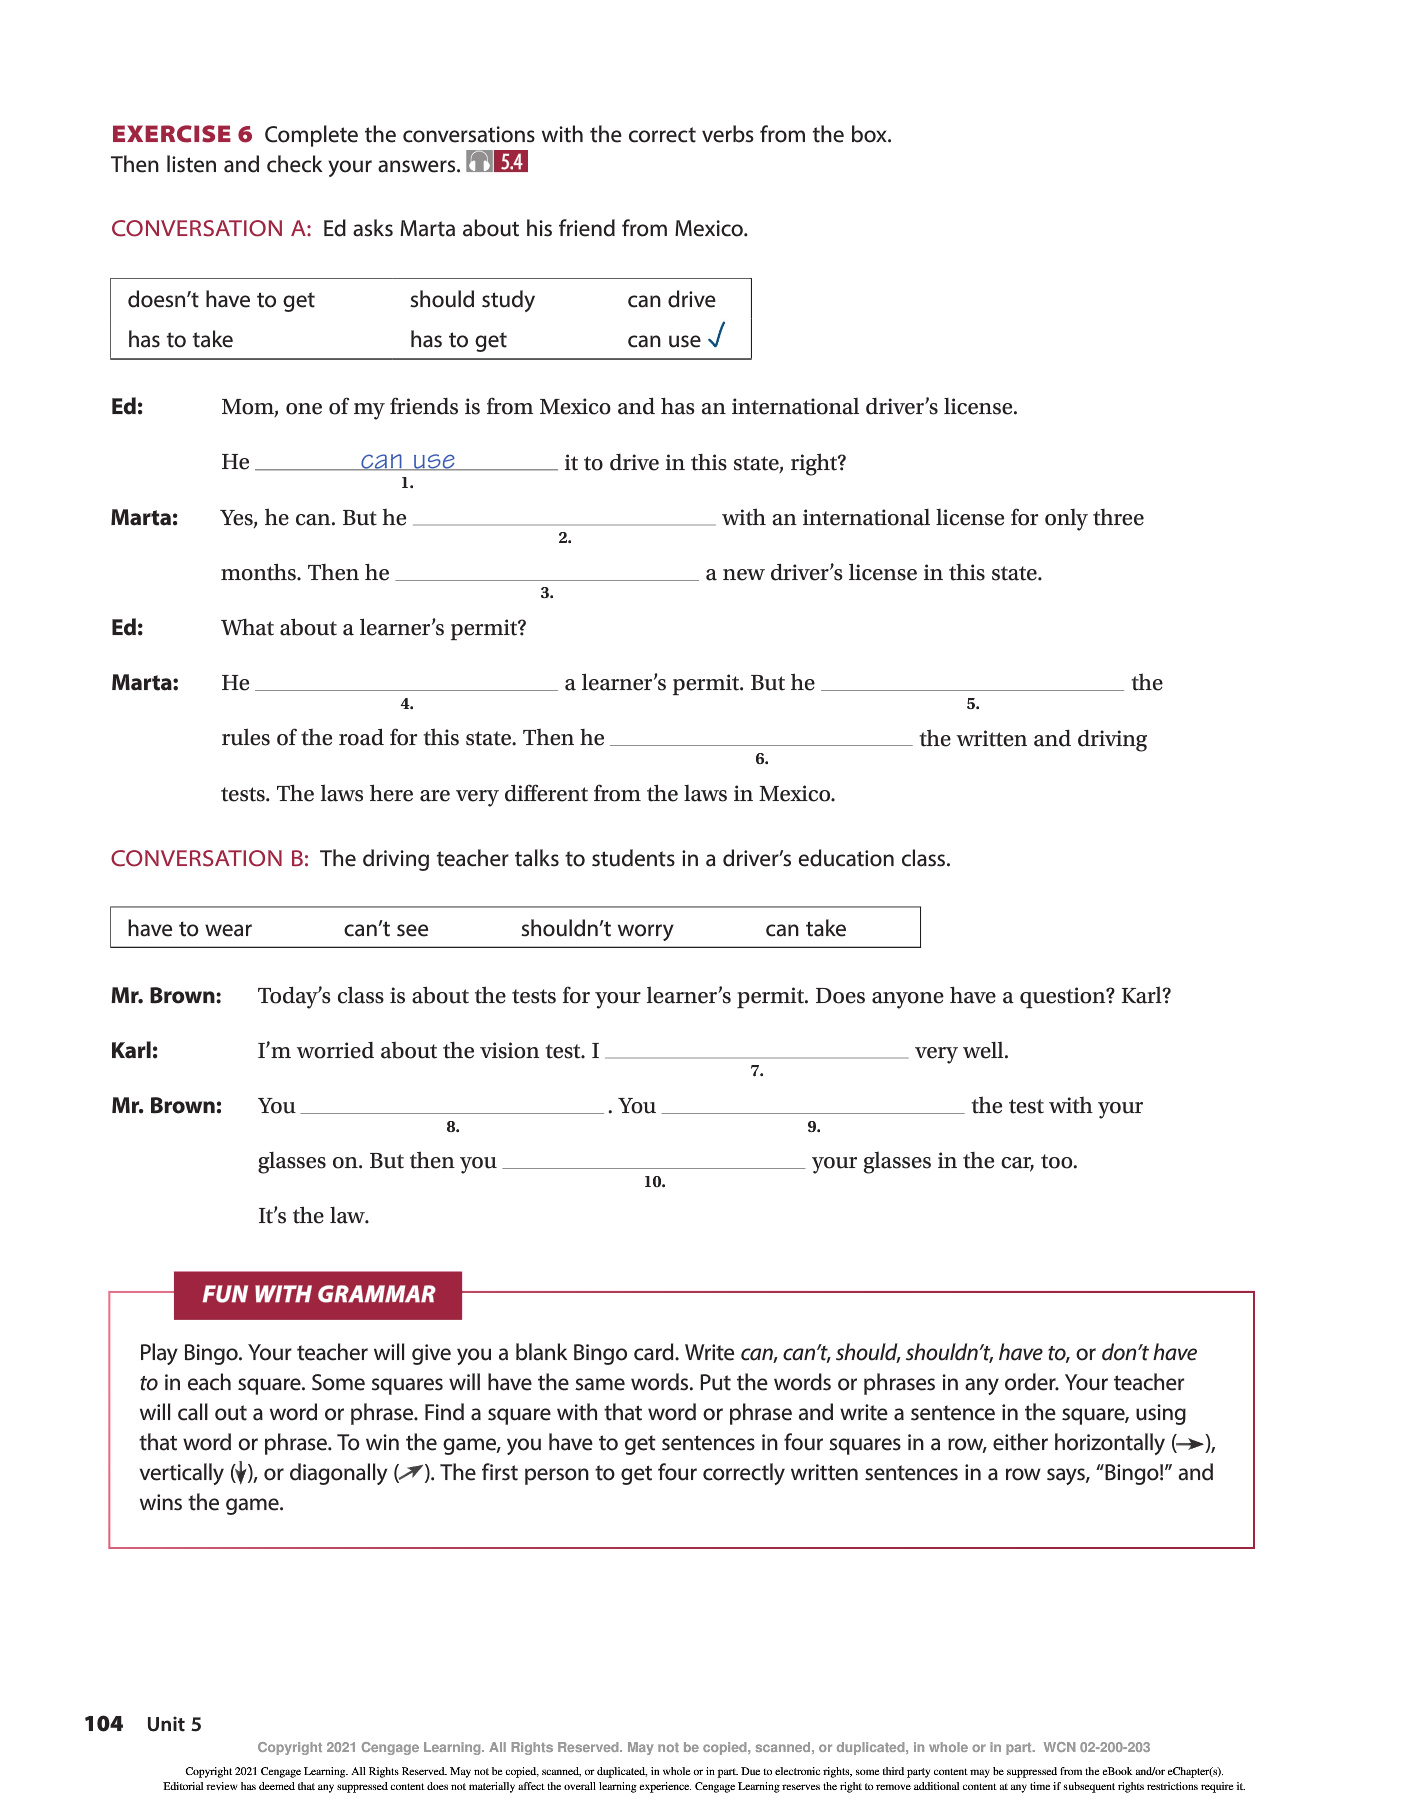 EXERCISE 6 Complete the conversations with the correct verbs from the box.
Then listen and check your answers. 5.4
CONVERSATION A: Ed asks Marta about his friend from Mexico.
doesn’t have to get should study can drive
has to take has to get can use ✓
Ed: Mom, one of my friends is from Mexico and has an international driver’s license.
He can use it to drive in this state, right?
1.
Marta: Yes, he can. But he ____ with an international license for only three
2.
months. Then he ____ a new driver’s license in this state.
3.
Ed: What about a learner’s permit?
Marta: He ____ a learner’s permit. But he ____ the
4. 5.
rules of the road for this state. Then he ____ the written and driving
6.
tests. The laws here are very different from the laws in Mexico.
CONVERSATION B: The driving teacher talks to students in a driver’s education class.
have to wear can’t see shouldn’t worry can take
Mr. Brown: Today’s class is about the tests for your learner’s permit. Does anyone have a question? Karl?
Karl: I’m worried about the vision test. I ____ very well.
7.
Mr. Brown: You ____. You ____ the test with your
8. 9.
glasses on. But then you ____ your glasses in the car, too.
10.
It’s the law.
FUN WITH GRAMMAR
Play Bingo. Your teacher will give you a blank Bingo card. Write can, can’t, should, shouldn’t, have to, or don’t have
to in each square. Some squares will have the same words. Put the words or phrases in any order. Your teacher
will call out a word or phrase. Find a square with that word or phrase and write a sentence in the square, using
that word or phrase. To win the game, you have to get sentences in four squares in a row, either horizontally (→),
vertically (↓), or diagonally (↗). The first person to get four correctly written sentences in a row says, “Bingo!” and
wins the game.
104 Unit 5
Copyright 2021 Cengage Learning. All Rights Reserved. May not be copied, scanned, or duplicated, in whole or in part. WCN 02-200-203
Copyright 2021 Cengage Learning. All Rights Reserved. May not be copied, scanned, or duplicated, in whole or in part. Due to electronic rights, some third party content may be suppressed from the eBook and/or eChapter(s).
Editorial review has deemed that any suppressed content does not materially affect the overall learning experience. Cengage Learning reserves the right to remove additional content at any time if subsequent rights restrictions require it.